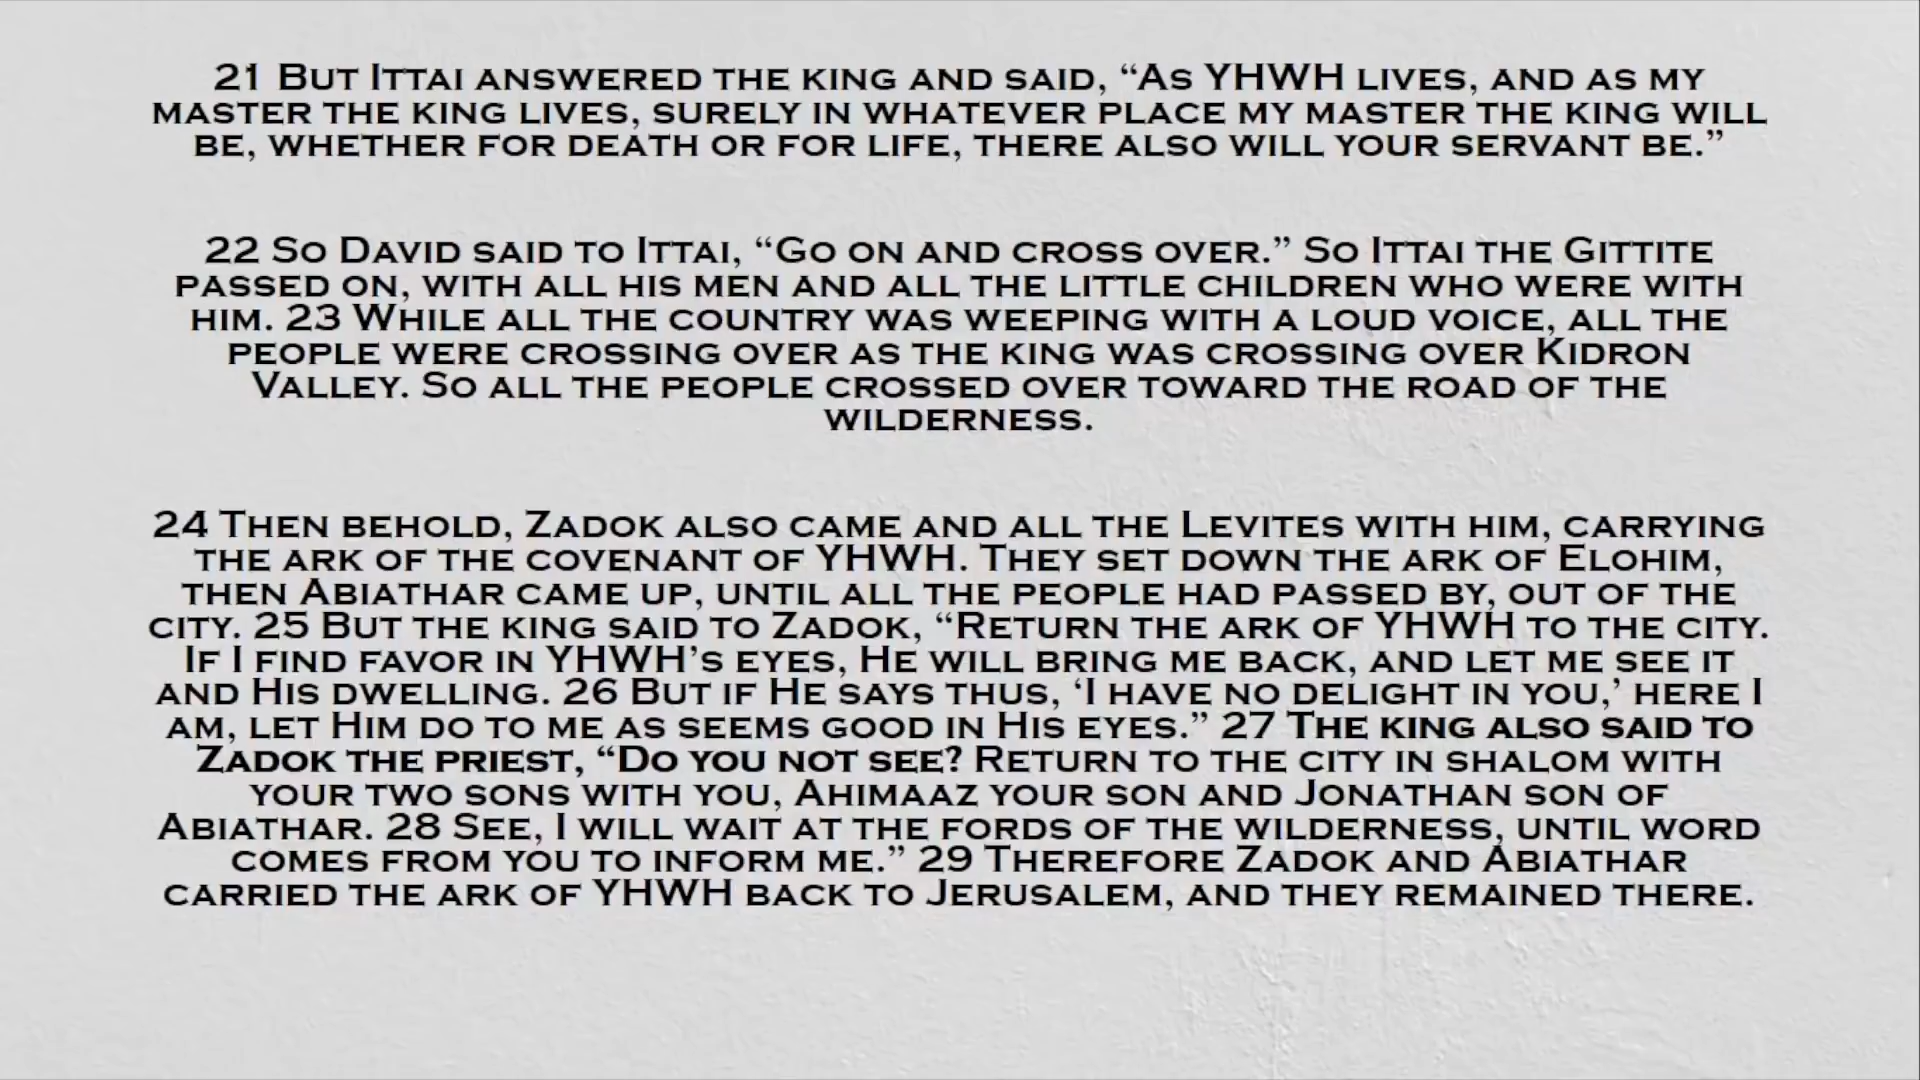 21 But Ittai answered the king and said, “As YHWH lives, and as my
master the king lives, surely in whatever place my master the king will
be, whether for death or for life, there also will your servant be.”
22 So David said to Ittai, “Go on and cross over.” So Ittai the Gittite
passed on, with all his men and all the little children who were with
him. 23 While all the country was weeping with a loud voice, all the
people were crossing over as the king was crossing over Kidron
Valley. So all the people crossed over toward the road of the
wilderness.
24 Then behold, Zadok also came and all the Levites with him, carrying
the ark of the covenant of YHWH. They set down the ark of Elohim,
then Abiathar came up, until all the people had passed by, out of the
city. 25 But the king said to Zadok, “Return the ark of YHWH to the city.
If I find favor in YHWH’s eyes, He will bring me back, and let me see it
and His dwelling. 26 But if He says thus, ‘I have no delight in you,’ here I
am, let Him do to me as seems good in His eyes.” 27 The king also said to
Zadok the priest, “Do you not see? Return to the city in shalom with
your two sons with you, Ahimaaz your son and Jonathan son of
Abiathar. 28 See, I will wait at the fords of the wilderness, until word
comes from you to inform me.” 29 Therefore Zadok and Abiathar
carried the ark of YHWH back to Jerusalem, and they remained there.